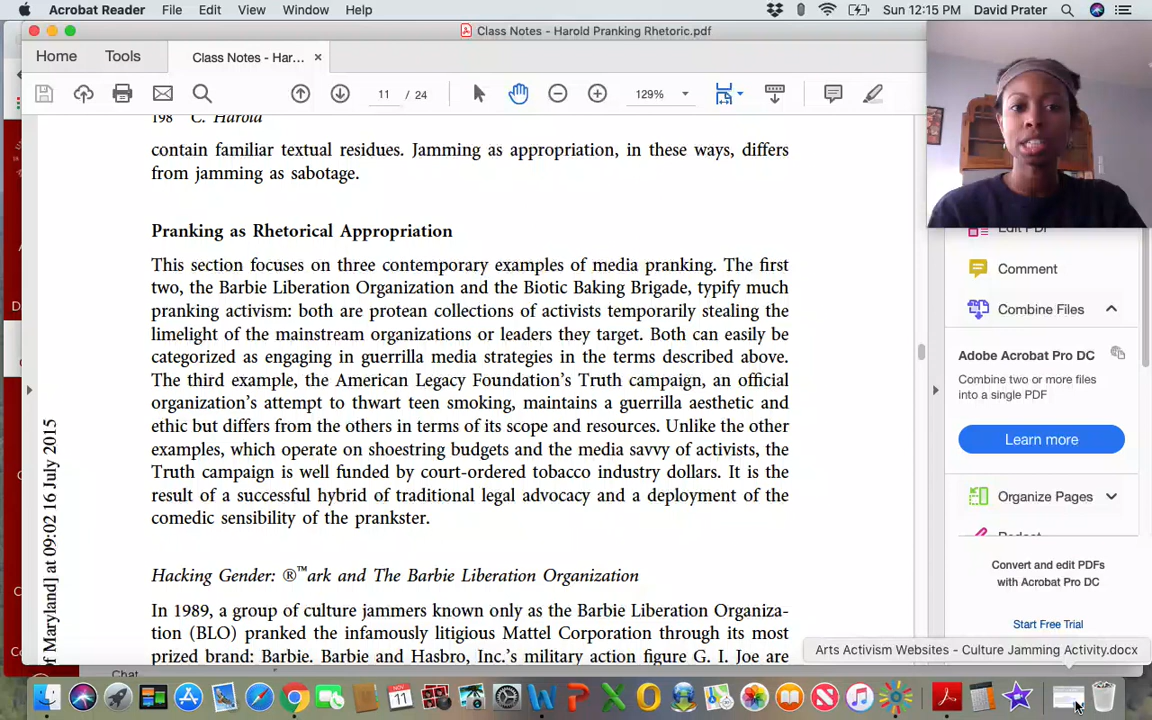 Acrobat Reader File Edit View Window Help Sun 12:15 PM David Prater
Class Notes - Harold Pranking Rhetoric.pdf
Home Tools Class Notes - Har... ×
11 / 24 129%
198 C. Harold
contain familiar textual residues. Jamming as appropriation, in these ways, differs
from jamming as sabotage.
Pranking as Rhetorical Appropriation
This section focuses on three contemporary examples of media pranking. The first
two, the Barbie Liberation Organization and the Biotic Baking Brigade, typify much
pranking activism: both are protean collections of activists temporarily stealing the
limelight of the mainstream organizations or leaders they target. Both can easily be
categorized as engaging in guerrilla media strategies in the terms described above.
The third example, the American Legacy Foundation's Truth campaign, an official
organization's attempt to thwart teen smoking, maintains a guerrilla aesthetic and
ethic but differs from the others in terms of its scope and resources. Unlike the other
examples, which operate on shoestring budgets and the media savvy of activists, the
Truth campaign is well funded by court-ordered tobacco industry dollars. It is the
result of a successful hybrid of traditional legal advocacy and a deployment of the
comedic sensibility of the prankster.
Hacking Gender: ®™ark and The Barbie Liberation Organization
In 1989, a group of culture jammers known only as the Barbie Liberation Organiza-
tion (BLO) pranked the infamously litigious Mattel Corporation through its most
prized brand: Barbie. Barbie and Hasbro, Inc.'s military action figure G. I. Joe are
of Maryland] at 09:02 16 July 2015
Edit PDF
Comment
Combine Files
Adobe Acrobat Pro DC
Combine two or more files
into a single PDF
Learn more
Organize Pages
Redact
Convert and edit PDFs
with Acrobat Pro DC
Start Free Trial
Arts Activism Websites - Culture Jamming Activity.docx
Chat
NOV
11